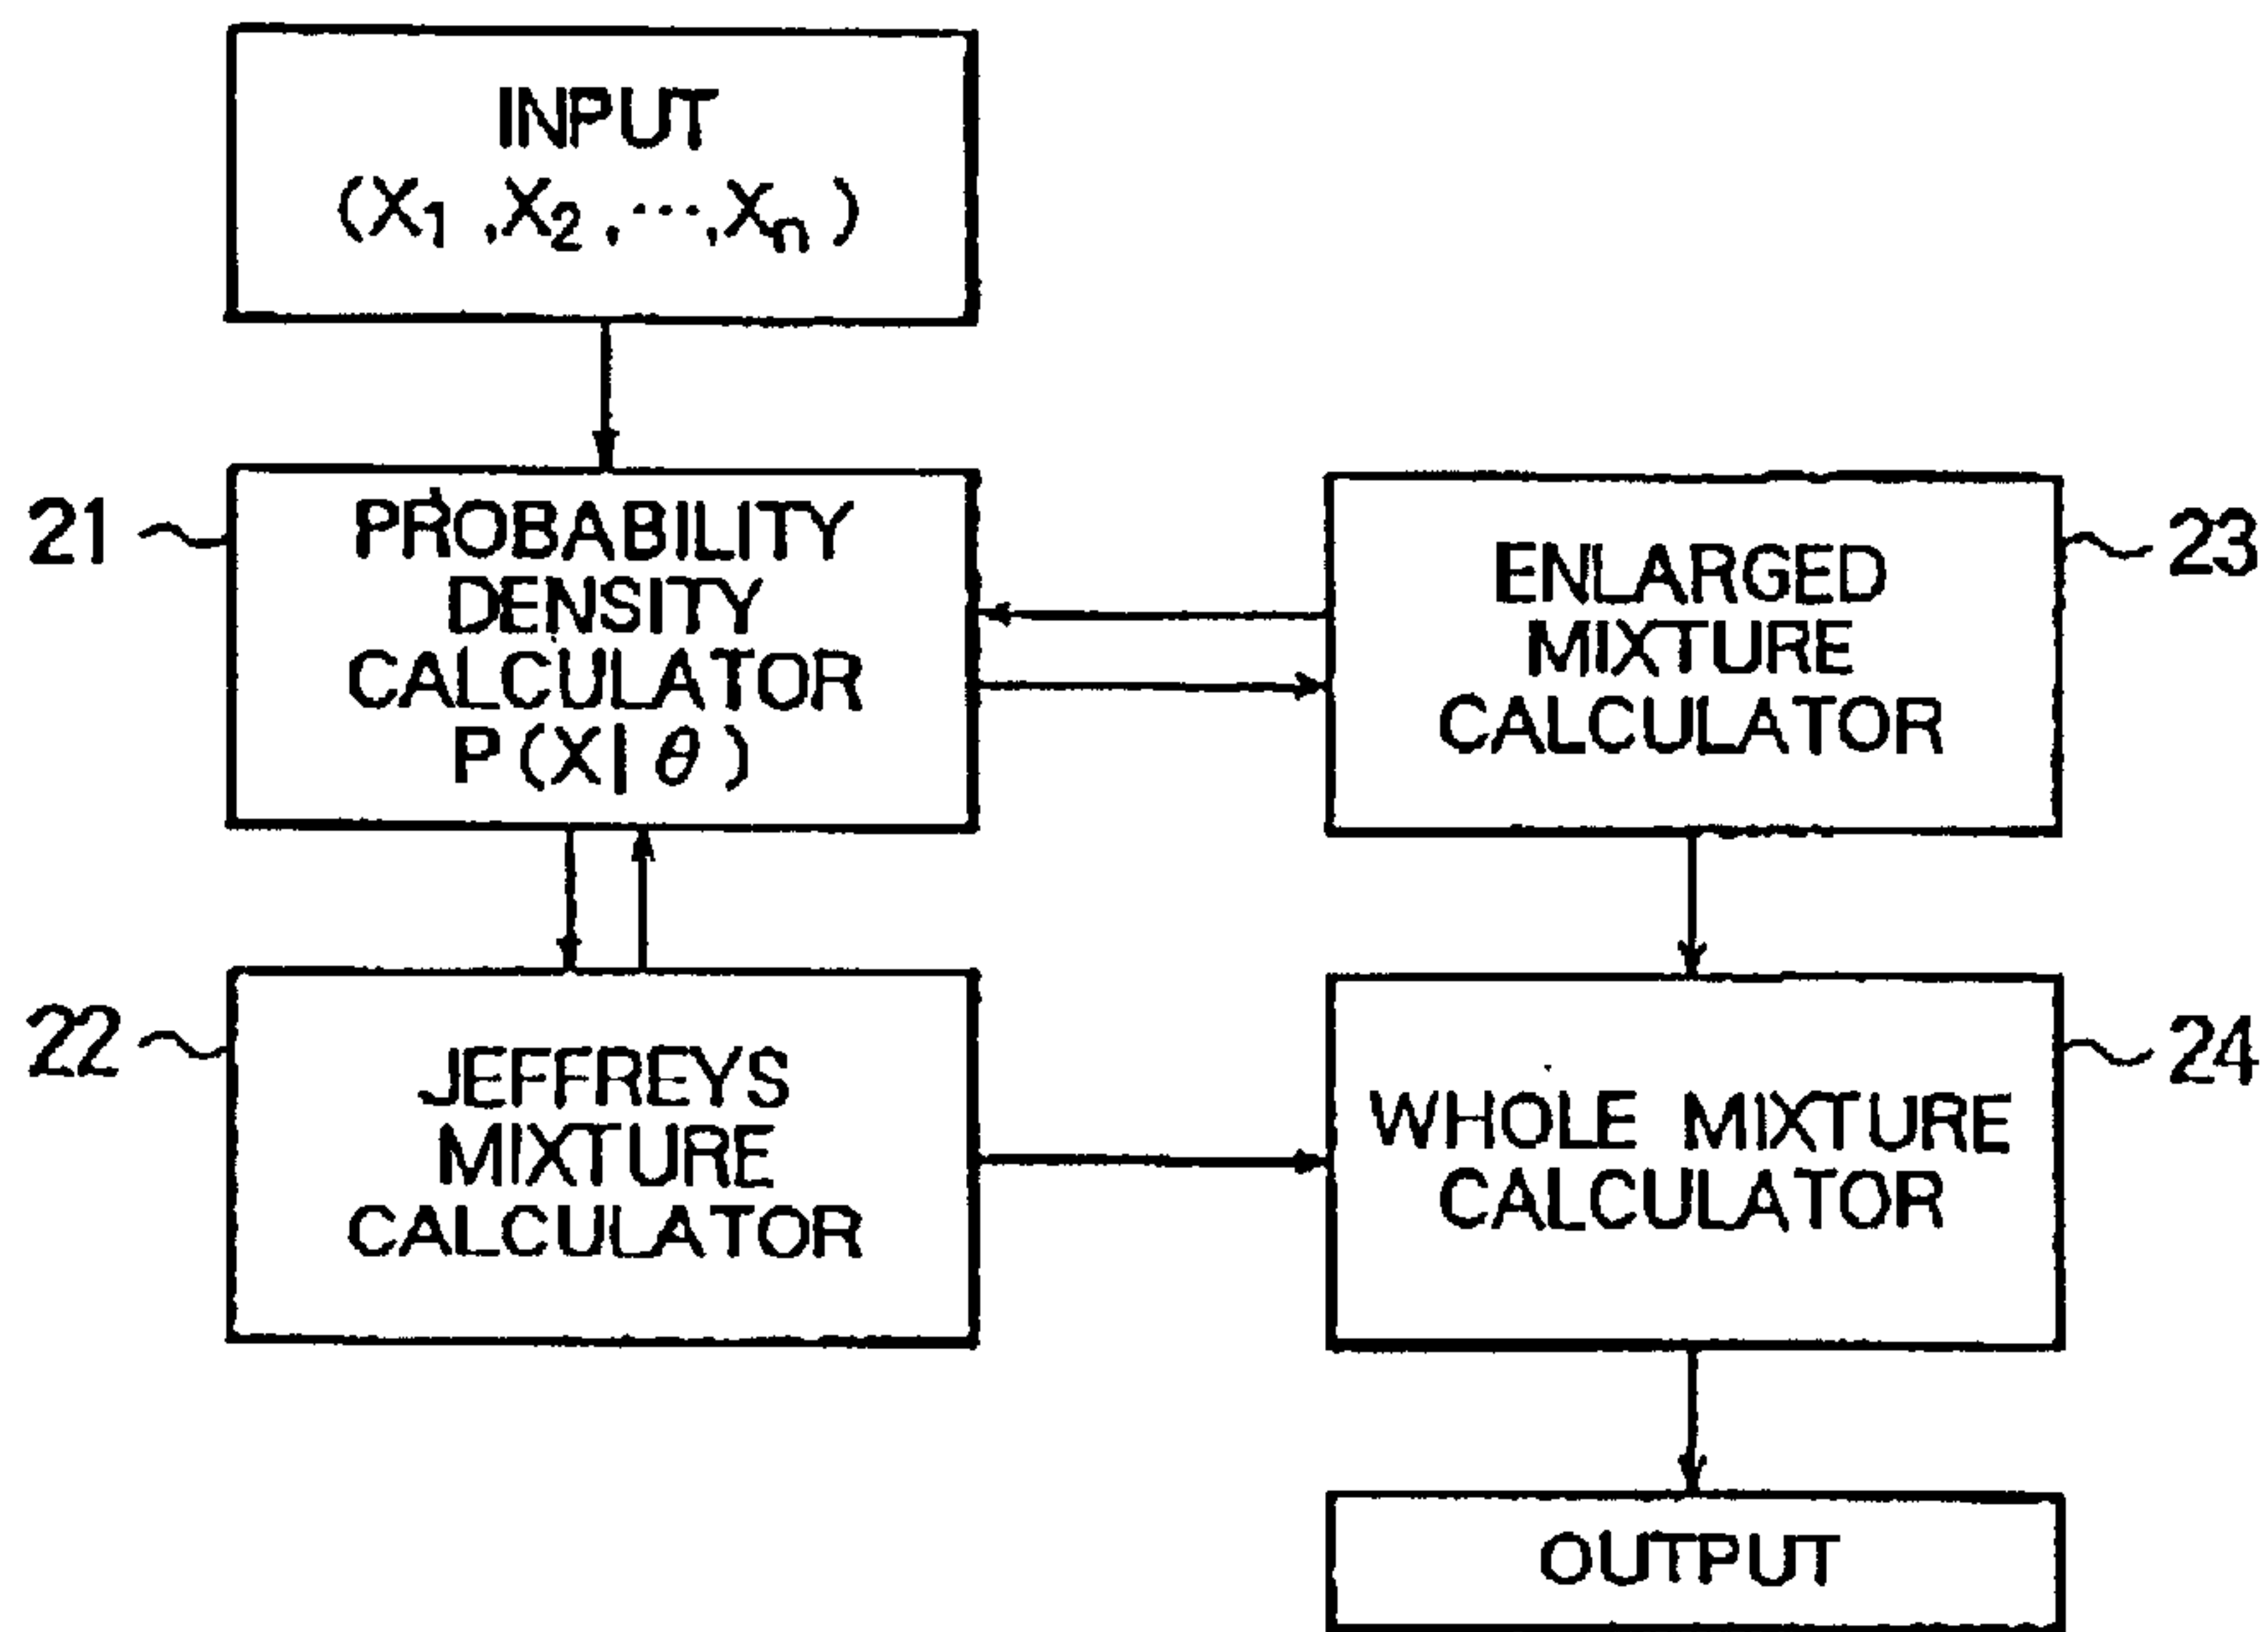 INPUT
(X1 ,X2 ,…,Xn )
21
PROBABILITY
DENSITY
CALCULATOR
P(X| θ )
23
ENLARGED
MIXTURE
CALCULATOR
22
JEFFREYS
MIXTURE
CALCULATOR
24
WHOLE MIXTURE
CALCULATOR
OUTPUT